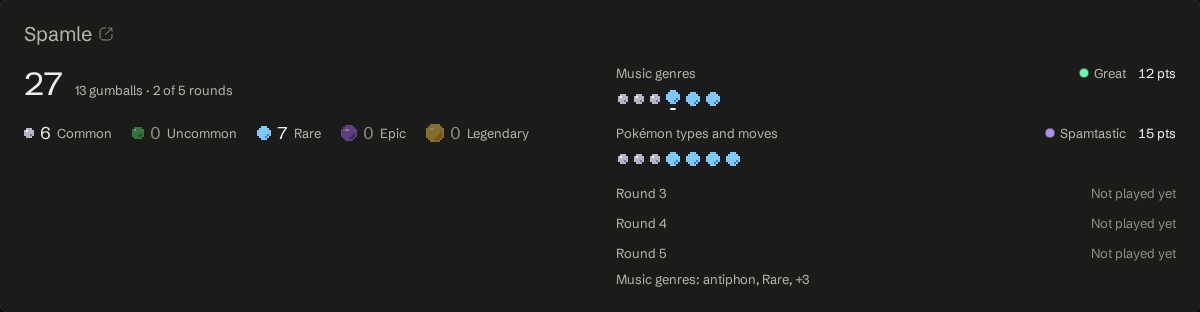 Spamle
27 13 gumballs · 2 of 5 rounds
6 Common 0 Uncommon 7 Rare 0 Epic 0 Legendary
Music genres Great 12 pts
Pokémon types and moves Spamtastic 15 pts
Round 3 Not played yet
Round 4 Not played yet
Round 5 Not played yet
Music genres: antiphon, Rare, +3